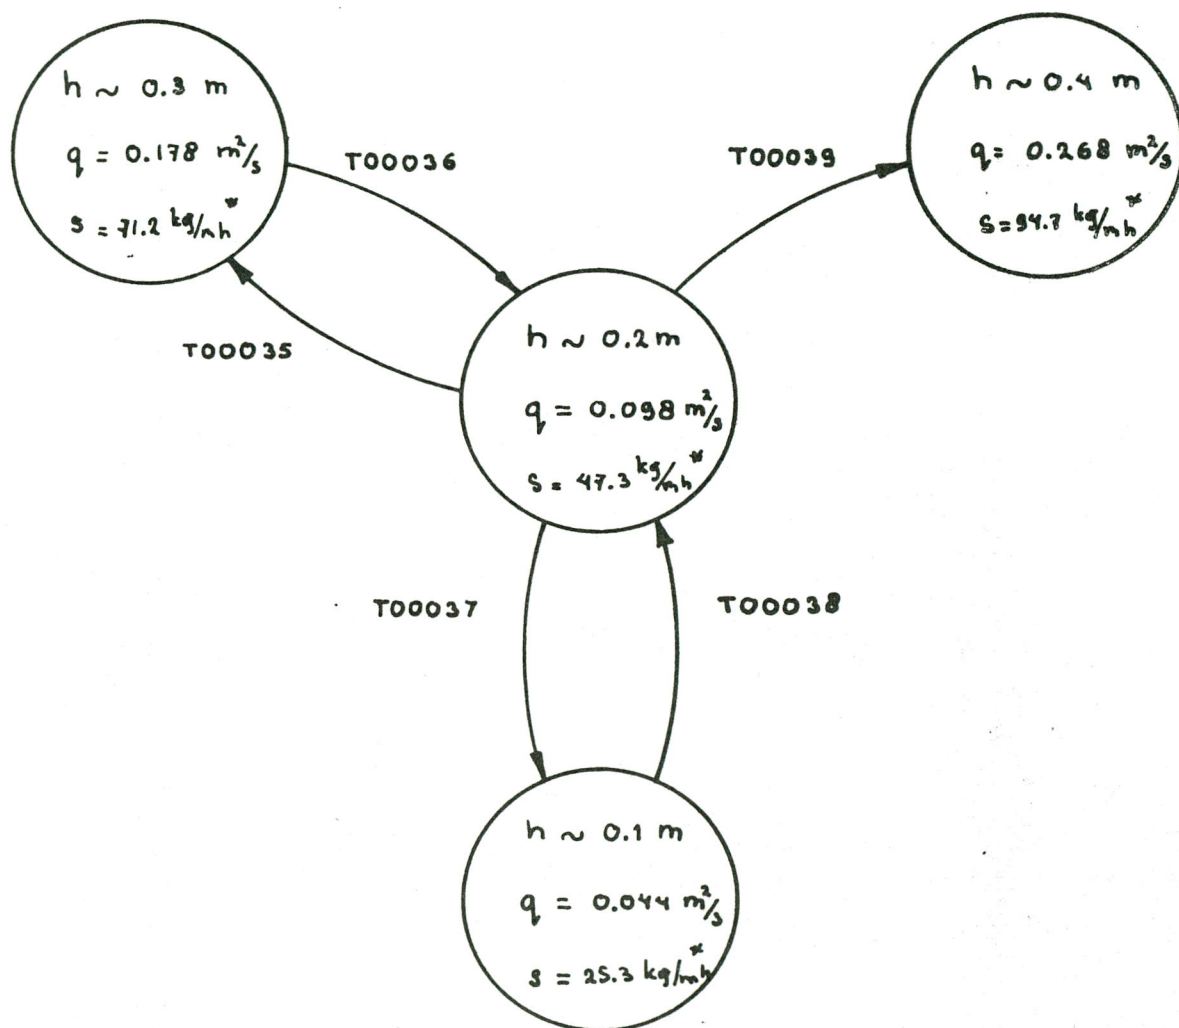 h ~ 0.3 m
q = 0.178 m²/s
s = 71.2 kg/mh*
T00036
T00035
T00039
h ~ 0.4 m
q = 0.268 m²/s
s = 94.7 kg/mh*
h ~ 0.2 m
q = 0.098 m²/s
s = 47.3 kg/mh*
T00037
T00038
h ~ 0.1 m
q = 0.044 m²/s
s = 25.3 kg/mh*